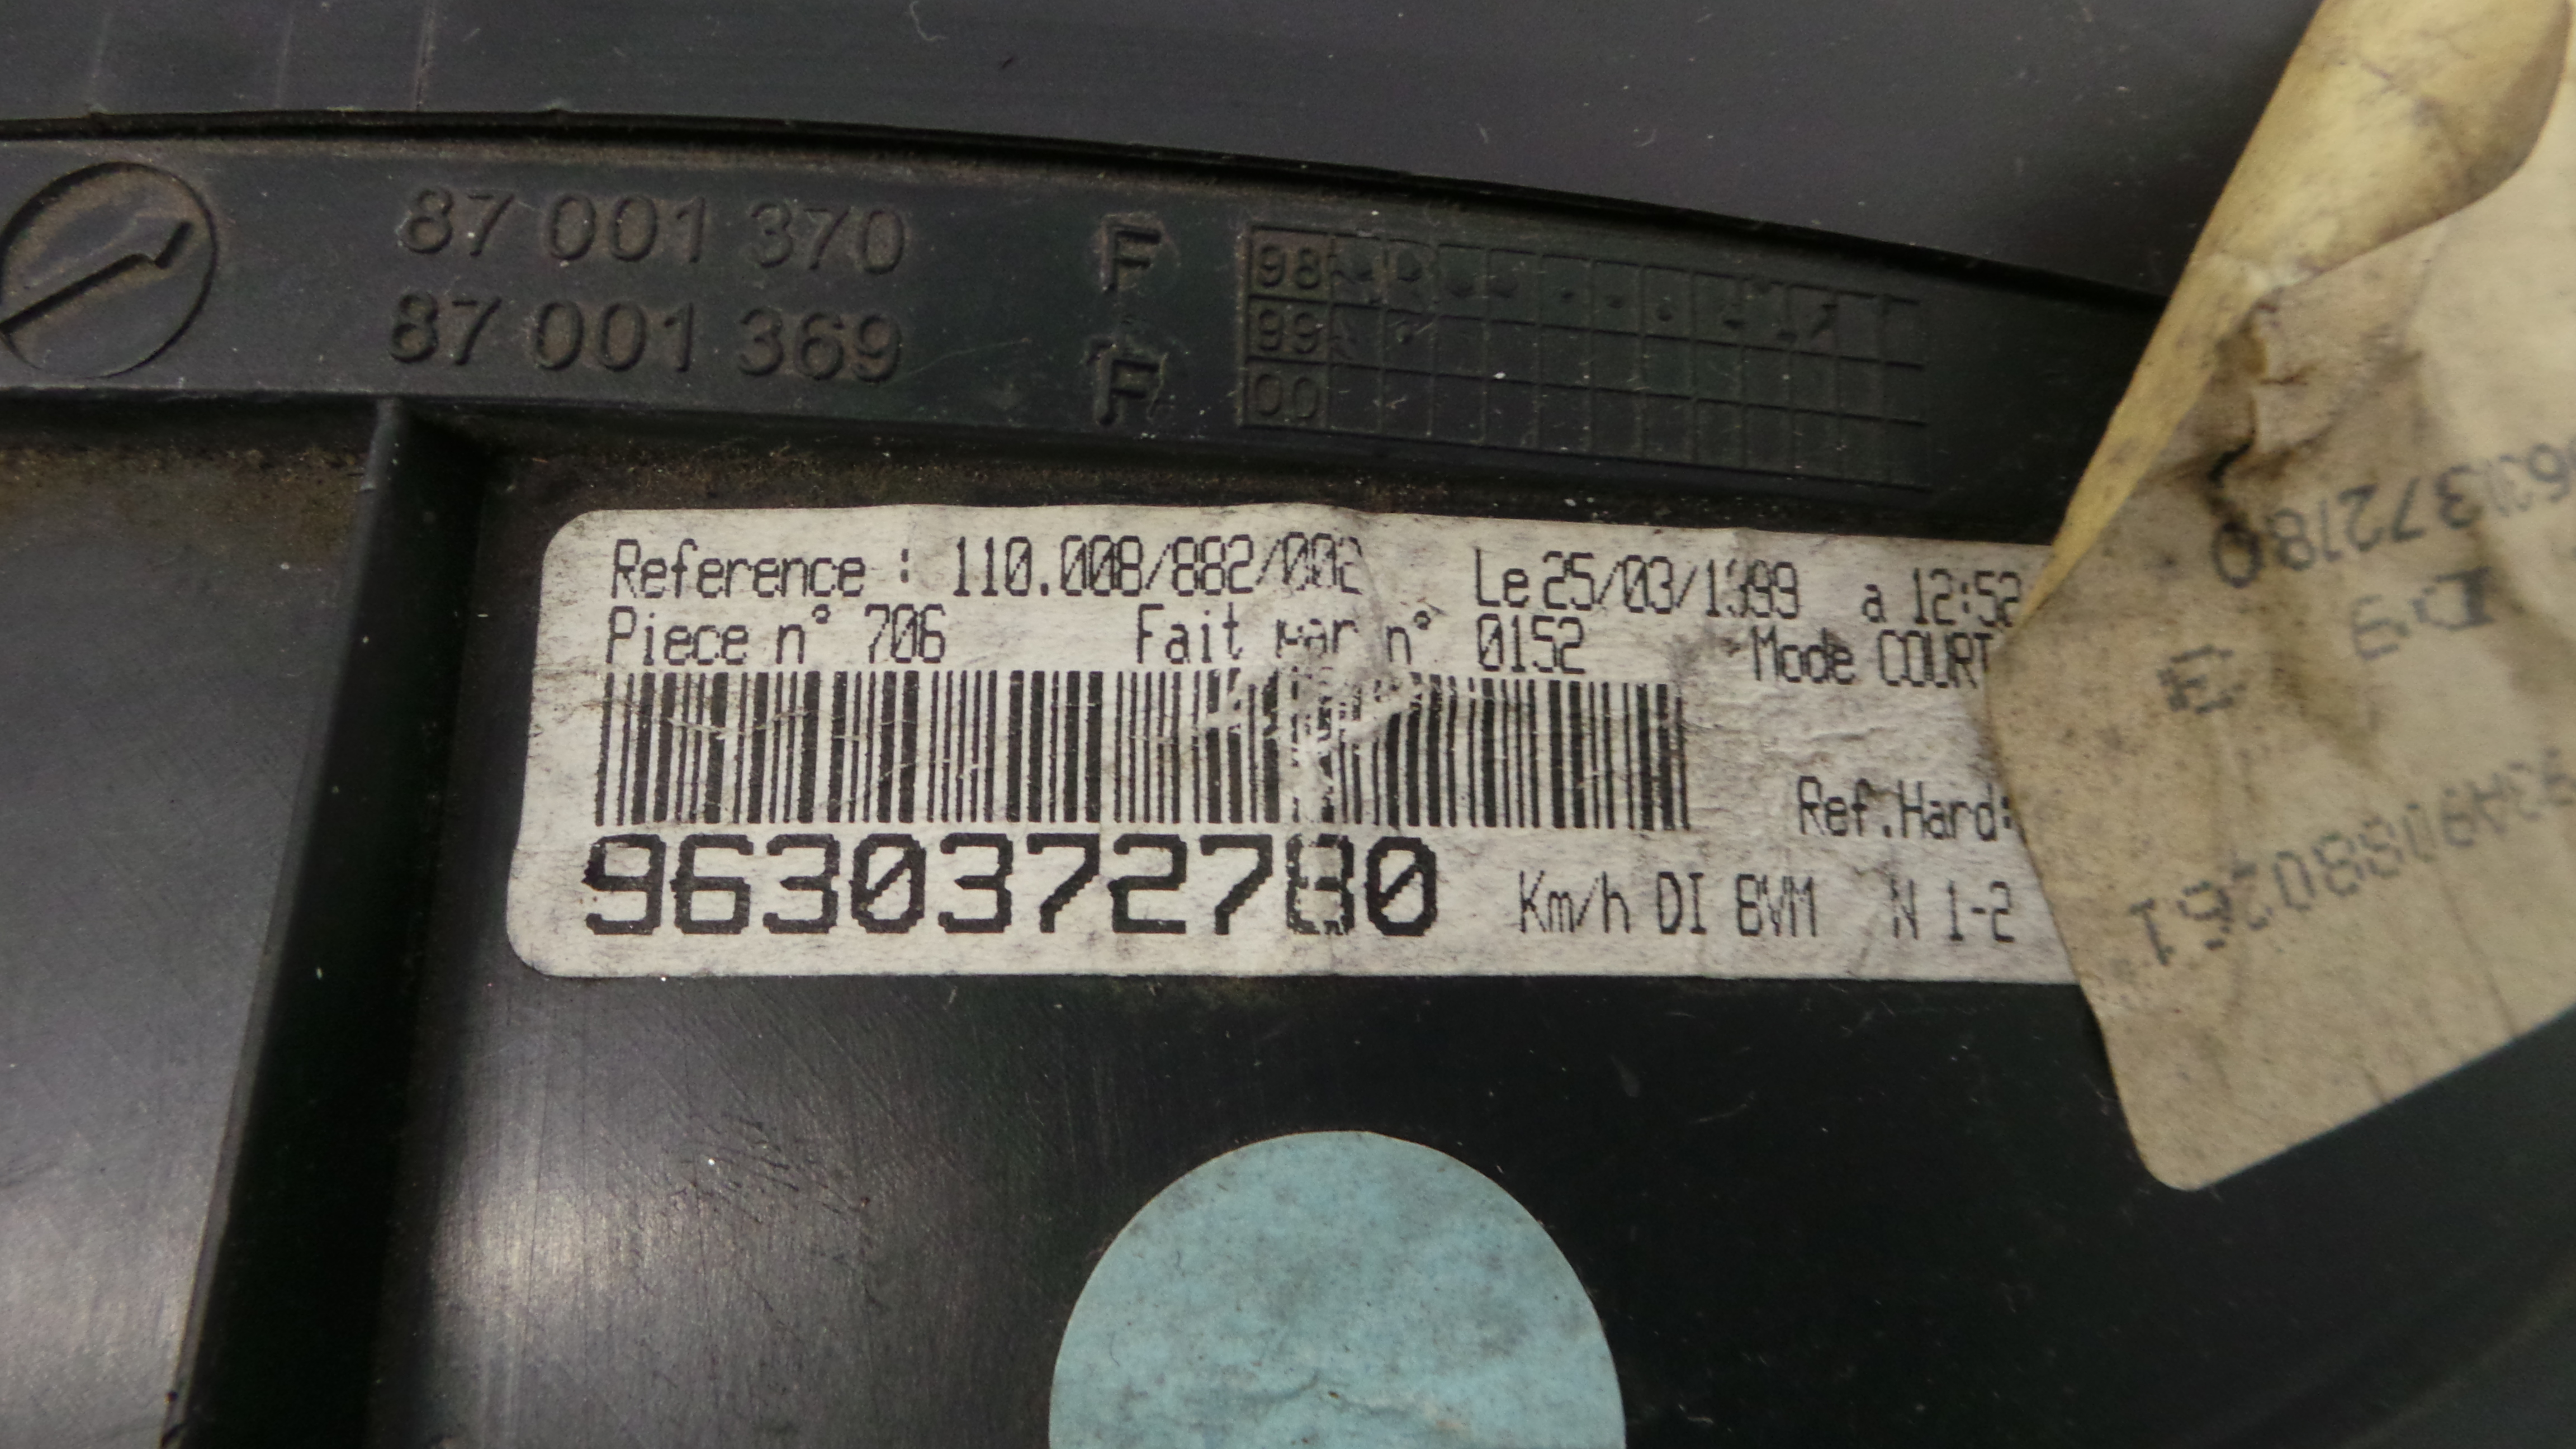 87 001 370 F
87 001 369 F
98
99
00
Reference : 110.008/882/002 Le 25/03/1999 a 12:52
Piece n° 706 Fait par n° 0152 Mode COURT
Ref.Hard:
9630372780 Km/h DI BVM N 1-2